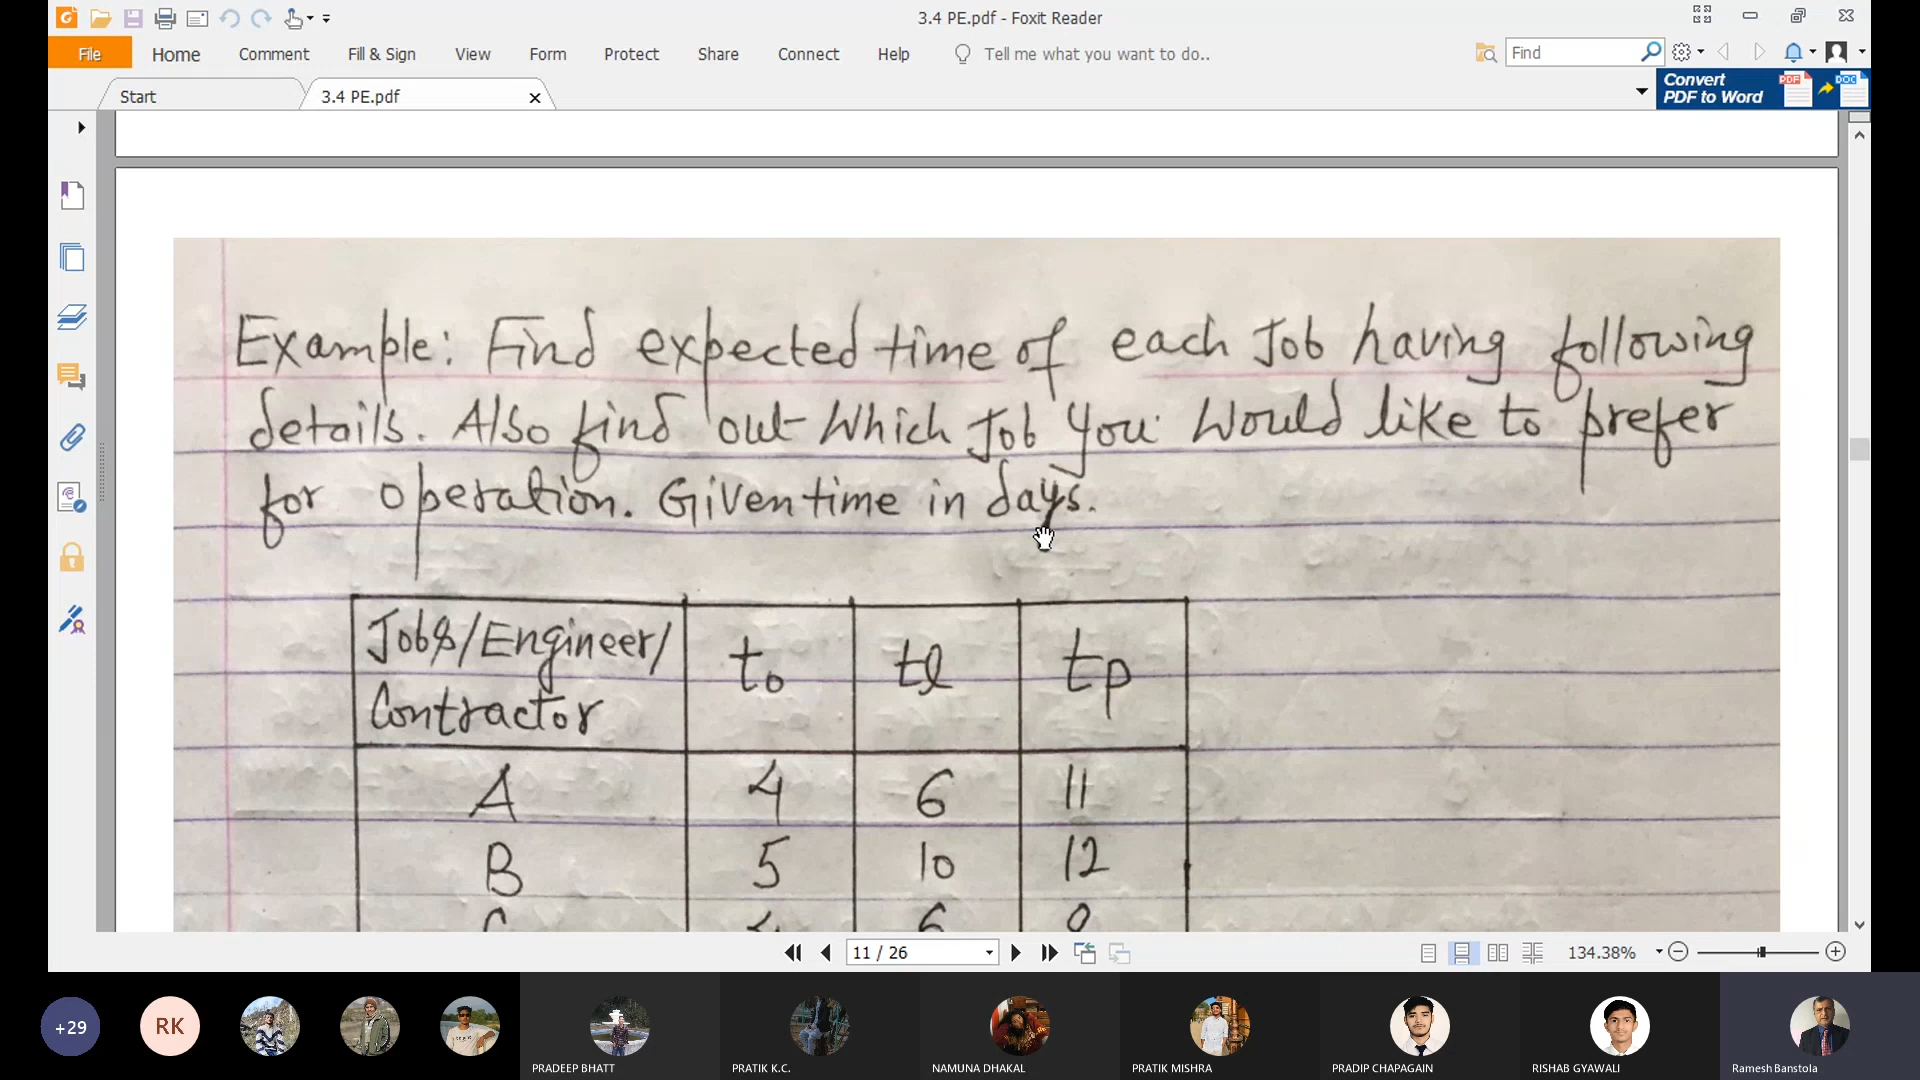 3.4 PE.pdf - Foxit Reader
File Home Comment Fill & Sign View Form Protect Share Connect Help Tell me what you want to do.. Find
Start 3.4 PE.pdf
Convert PDF DOC
PDF to Word
Example: Find expected time of each Job having following
details. Also find out Which Job you Would like to prefer
for operation. Given time in days.
Jobs/Engineer/
Contractor to tl tp
A 4 6 11
B 5 10 12
C 6
11 / 26 134.38%
+29 RK
PRADEEP BHATT PRATIK K.C. NAMUNA DHAKAL PRATIK MISHRA PRADIP CHAPAGAIN RISHAB GYAWALI Ramesh Banstola